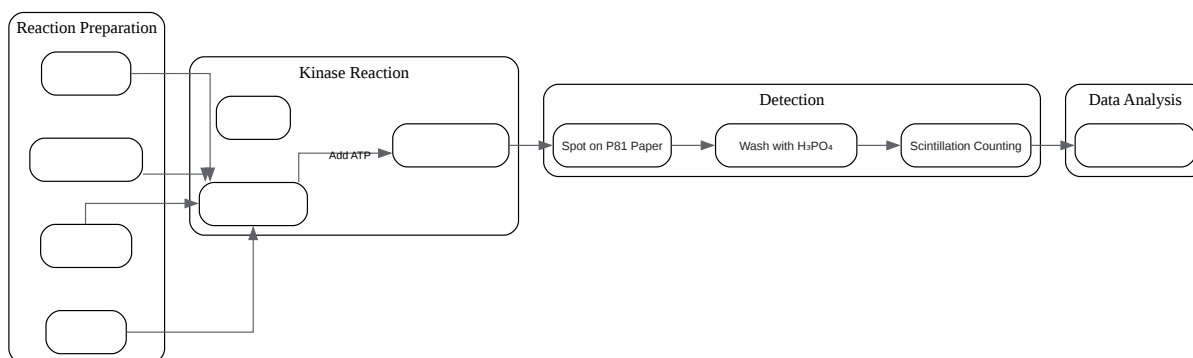 Reaction Preparation
Kinase Reaction
Add ATP
Detection
Spot on P81 Paper
Wash with H₃PO₄
Scintillation Counting
Data Analysis